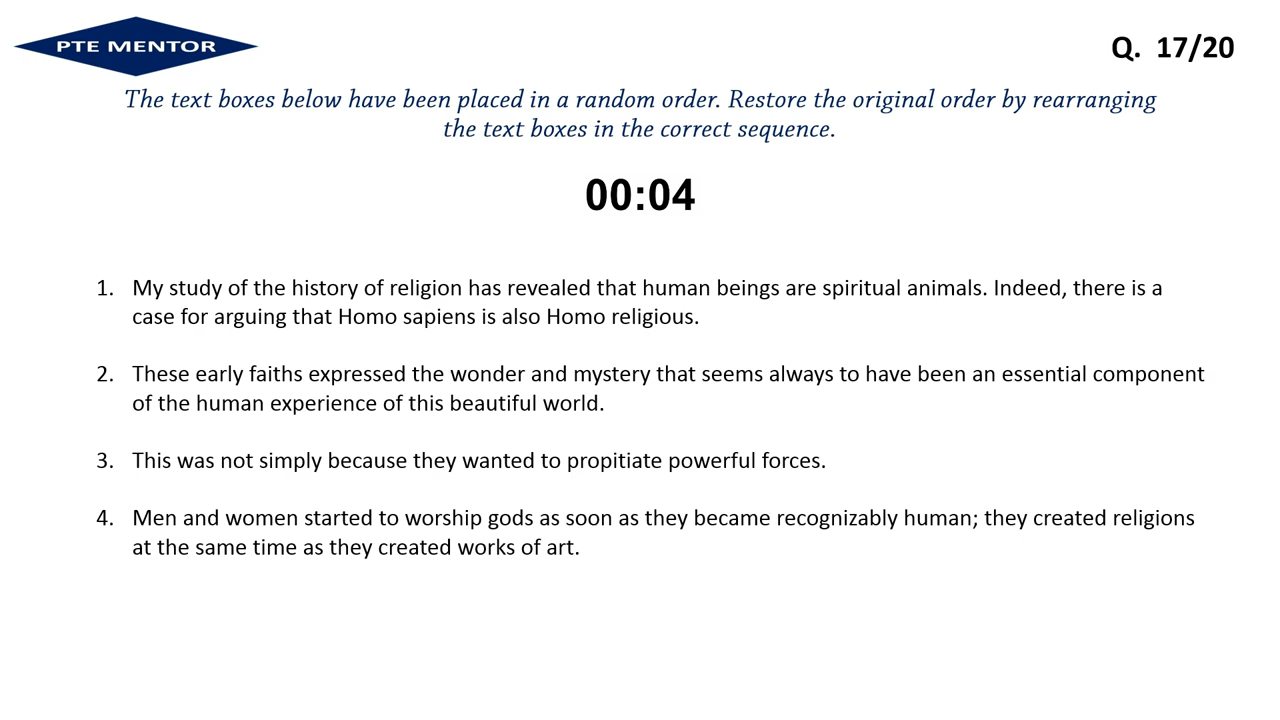 PTE MENTOR
Q. 17/20
The text boxes below have been placed in a random order. Restore the original order by rearranging
the text boxes in the correct sequence.
00:04
1. My study of the history of religion has revealed that human beings are spiritual animals. Indeed, there is a
case for arguing that Homo sapiens is also Homo religious.
2. These early faiths expressed the wonder and mystery that seems always to have been an essential component
of the human experience of this beautiful world.
3. This was not simply because they wanted to propitiate powerful forces.
4. Men and women started to worship gods as soon as they became recognizably human; they created religions
at the same time as they created works of art.